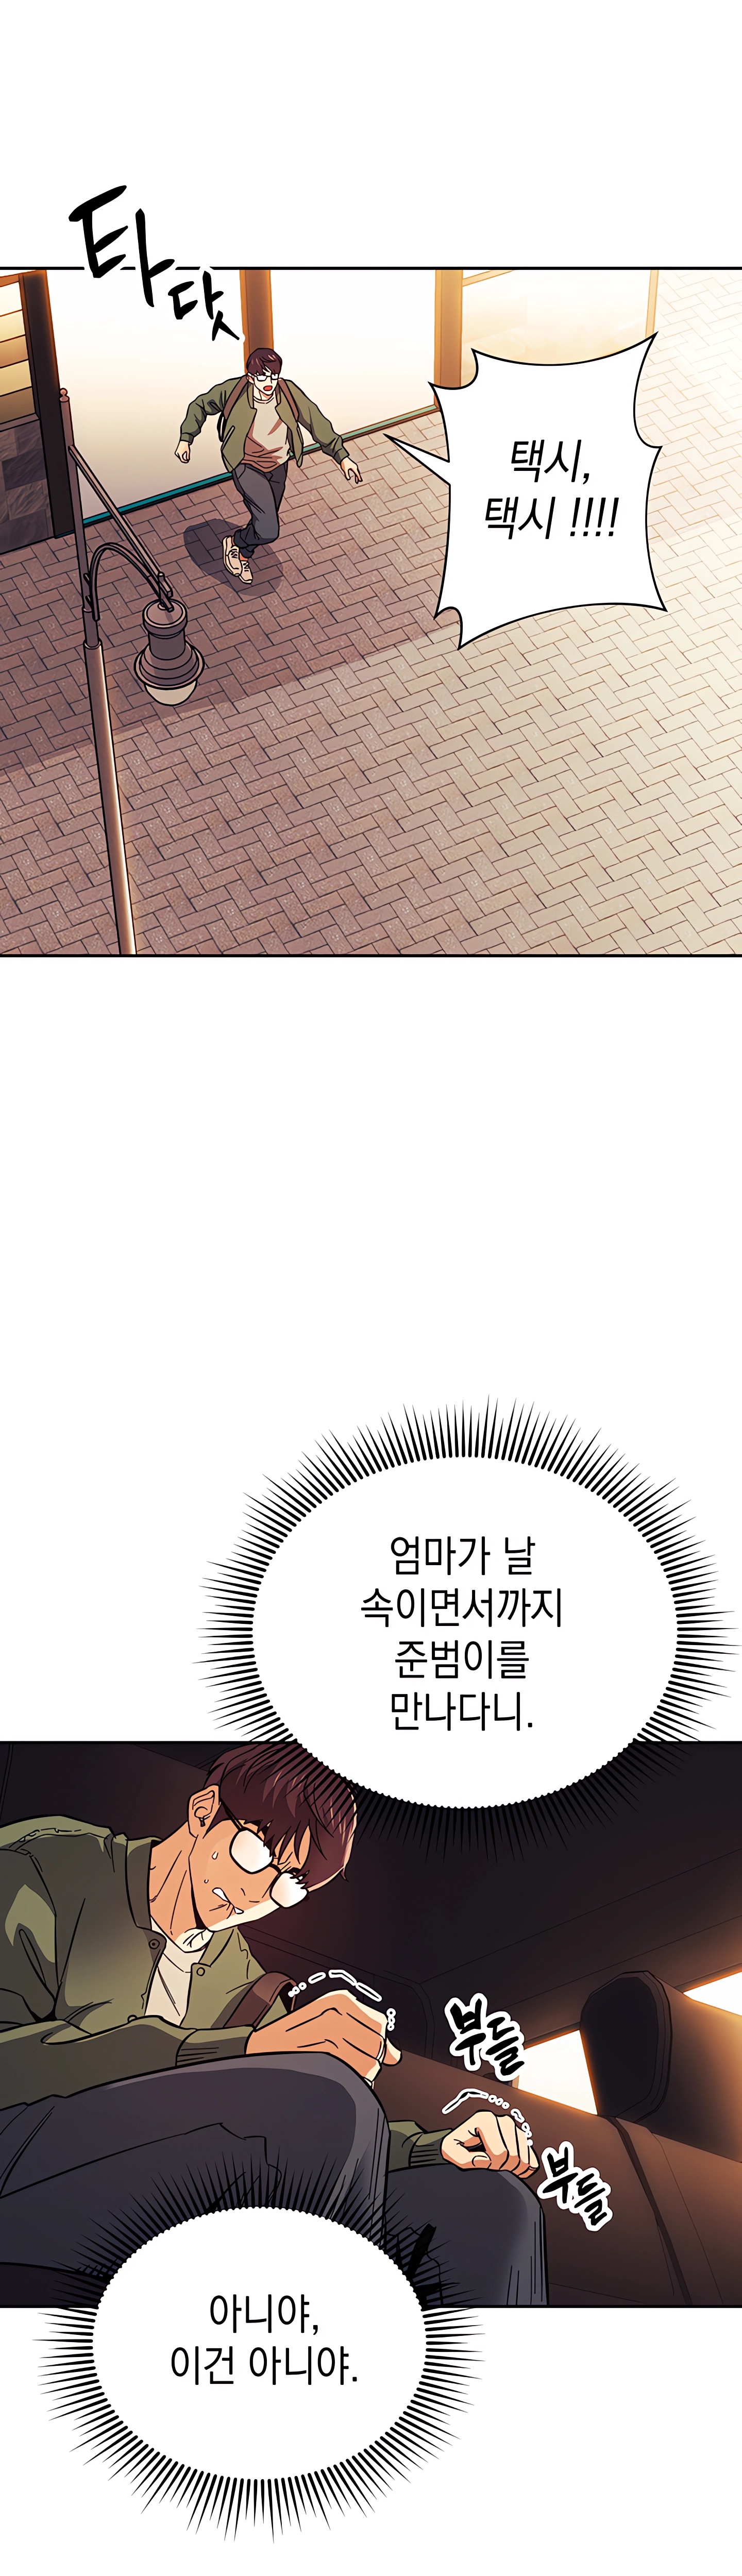 타
닷
택시,
택시 !!!!
엄마가 날
속이면서까지
준범이를
만나다니.
부들
부들
아니야,
이건 아니야.